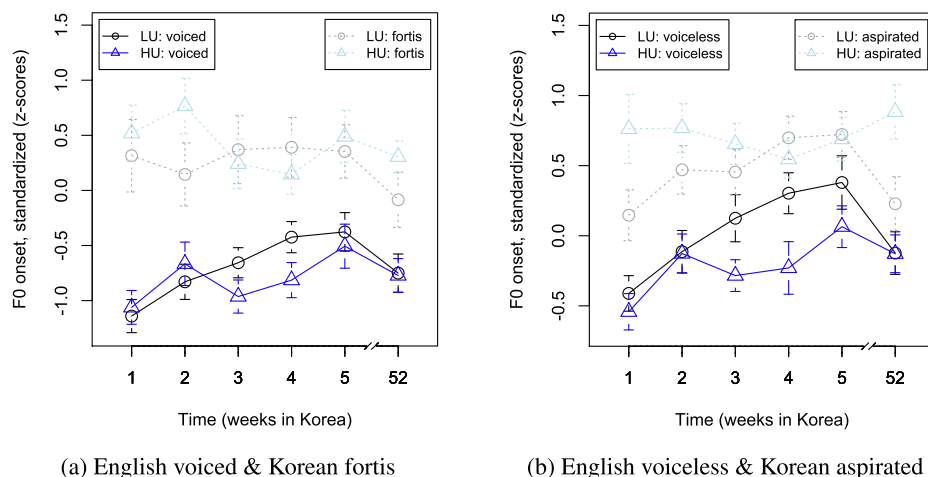 LU: voiced
HU: voiced
LU: fortis
HU: fortis
F0 onset, standardized (z-scores)
1.5
1.0
0.5
0.0
-0.5
-1.0
1 2 3 4 5 52
Time (weeks in Korea)
(a) English voiced & Korean fortis
LU: voiceless
HU: voiceless
LU: aspirated
HU: aspirated
F0 onset, standardized (z-scores)
1.5
1.0
0.5
0.0
-0.5
1 2 3 4 5 52
Time (weeks in Korea)
(b) English voiceless & Korean aspirated